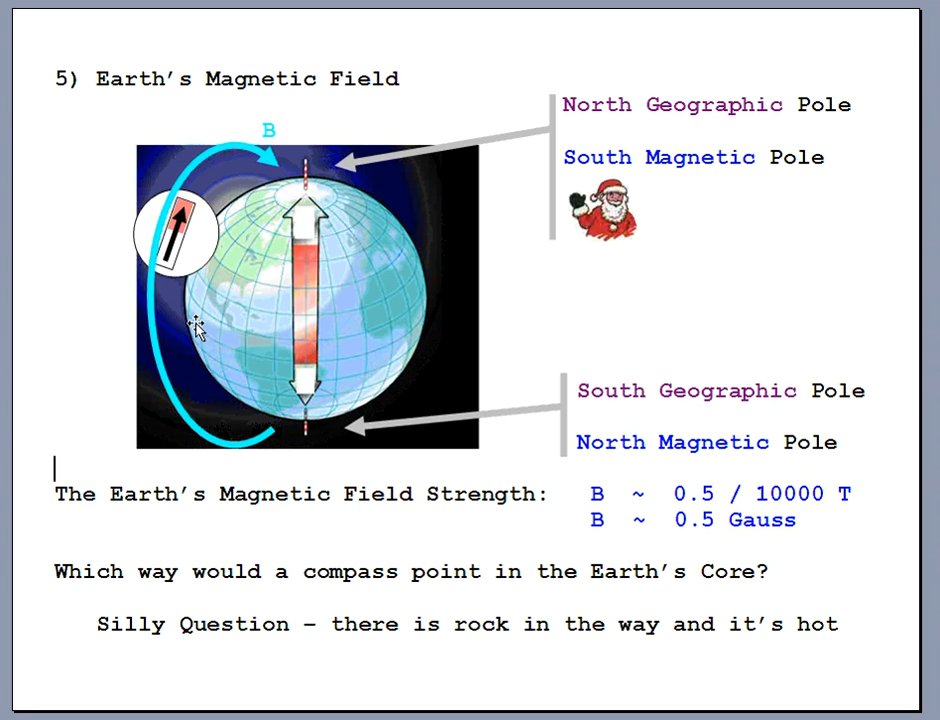 5) Earth's Magnetic Field
North Geographic Pole
B
South Magnetic Pole
South Geographic Pole
North Magnetic Pole
The Earth's Magnetic Field Strength: B ~ 0.5 / 10000 T
B ~ 0.5 Gauss
Which way would a compass point in the Earth's Core?
Silly Question – there is rock in the way and it's hot